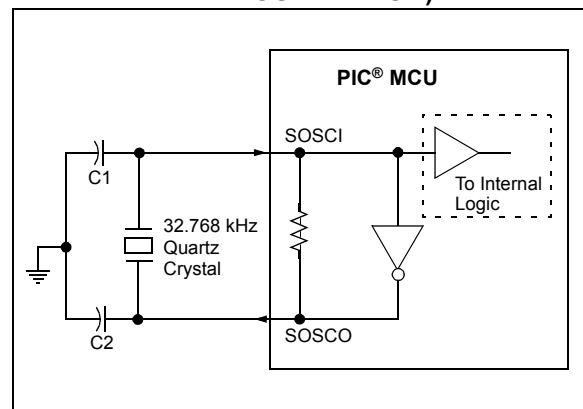 PIC® MCU
SOSCI
C1
To Internal
Logic
32.768 kHz
Quartz
Crystal
SOSCO
C2